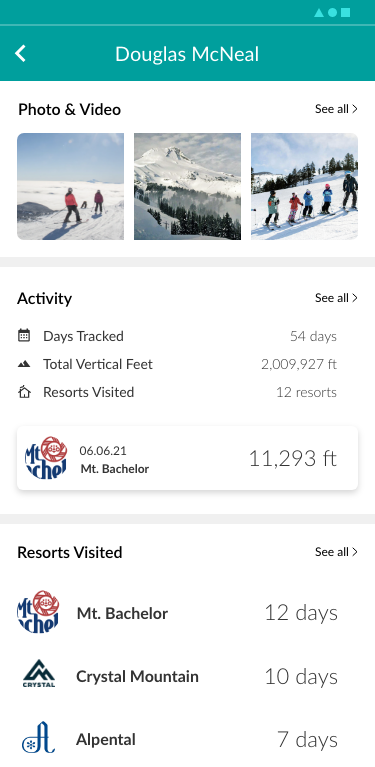 Douglas McNeal
Photo & Video
See all
Activity
See all
Days Tracked
54 days
Total Vertical Feet
2,009,927 ft
Resorts Visited
12 resorts
Mt
chel
06.06.21
Mt. Bachelor
11,293 ft
Resorts Visited
See all
Mt
chel
Mt. Bachelor
12 days
CRYSTAL
Crystal Mountain
10 days
A
Alpental
7 days